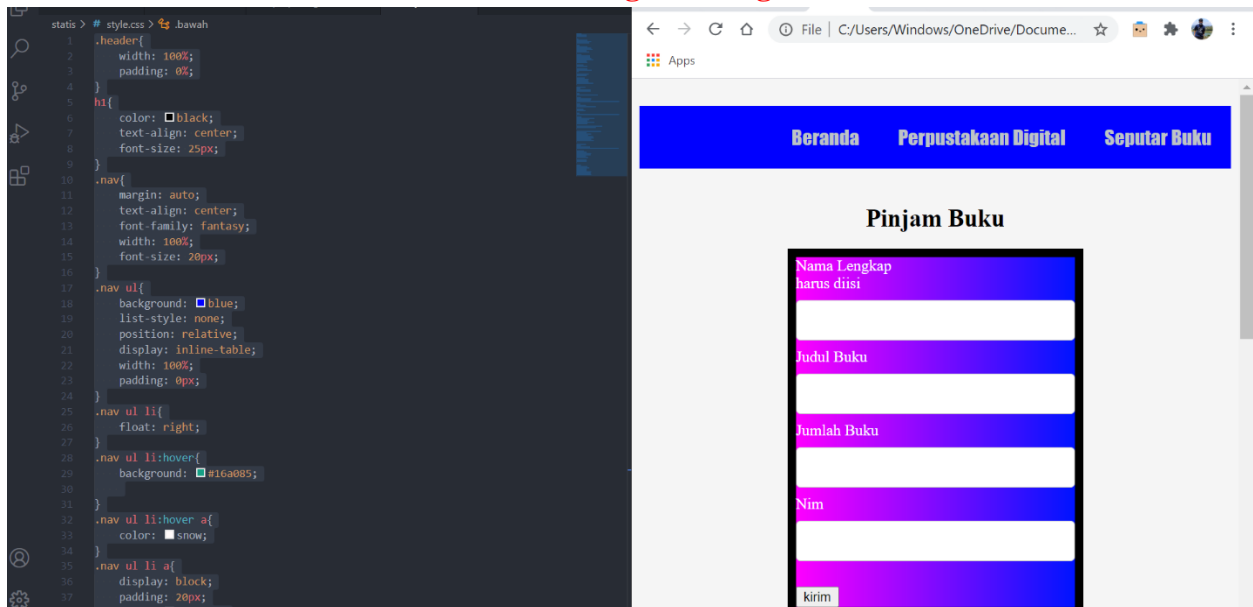 statis > # style.css > .bawah
1 .header{
2 width: 100%;
3 padding: 0%;
4 }
5 h1{
6 color: black;
7 text-align: center;
8 font-size: 25px;
9 }
10 .nav{
11 margin: auto;
12 text-align: center;
13 font-family: fantasy;
14 width: 100%;
15 font-size: 20px;
16 }
17 .nav ul{
18 background: blue;
19 list-style: none;
20 position: relative;
21 display: inline-table;
22 width: 100%;
23 padding: 0px;
24 }
25 .nav ul li{
26 float: right;
27 }
28 .nav ul li:hover{
29 background: #16a085;
30
31 }
32 .nav ul li:hover a{
33 color: snow;
34 }
35 .nav ul li a{
36 display: block;
37 padding: 20px;
File | C:/Users/Windows/OneDrive/Docume...
Apps
Beranda Perpustakaan Digital Seputar Buku
Pinjam Buku
Nama Lengkap
harus diisi
Judul Buku
Jumlah Buku
Nim
kirim